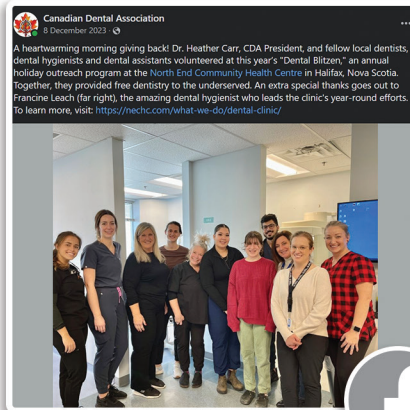 Canadian Dental Association
8 December 2023
A heartwarming morning giving back! Dr. Heather Carr, CDA President, and fellow local dentists,
dental hygienists and dental assistants volunteered at this year's "Dental Blitzen," an annual
holiday outreach program at the North End Community Health Centre in Halifax, Nova Scotia.
Together, they provided free dentistry to the underserved. An extra special thanks goes out to
Francine Leach (far right), the amazing dental hygienist who leads the clinic's year-round efforts.
To learn more, visit: https://nechc.com/what-we-do/dental-clinic/